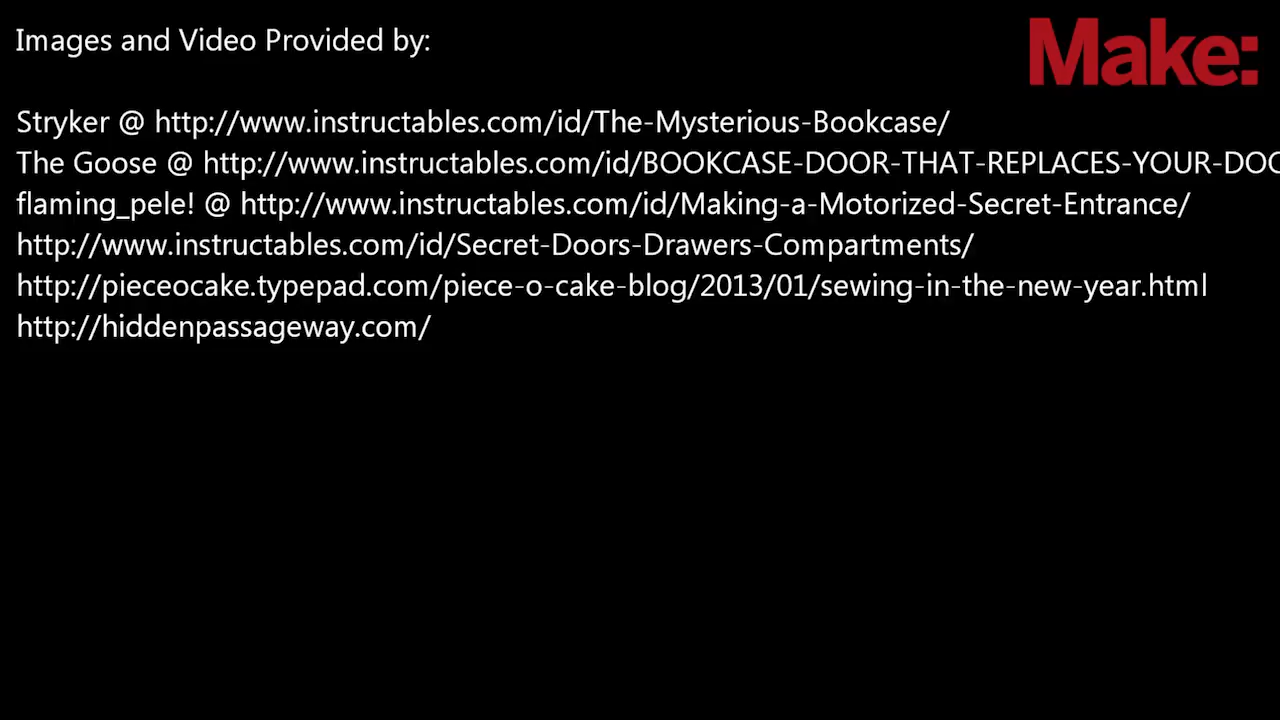 Images and Video Provided by:
Make:
Stryker @ http://www.instructables.com/id/The-Mysterious-Bookcase/
The Goose @ http://www.instructables.com/id/BOOKCASE-DOOR-THAT-REPLACES-YOUR-DOO
flaming_pele! @ http://www.instructables.com/id/Making-a-Motorized-Secret-Entrance/
http://www.instructables.com/id/Secret-Doors-Drawers-Compartments/
http://pieceocake.typepad.com/piece-o-cake-blog/2013/01/sewing-in-the-new-year.html
http://hiddenpassageway.com/